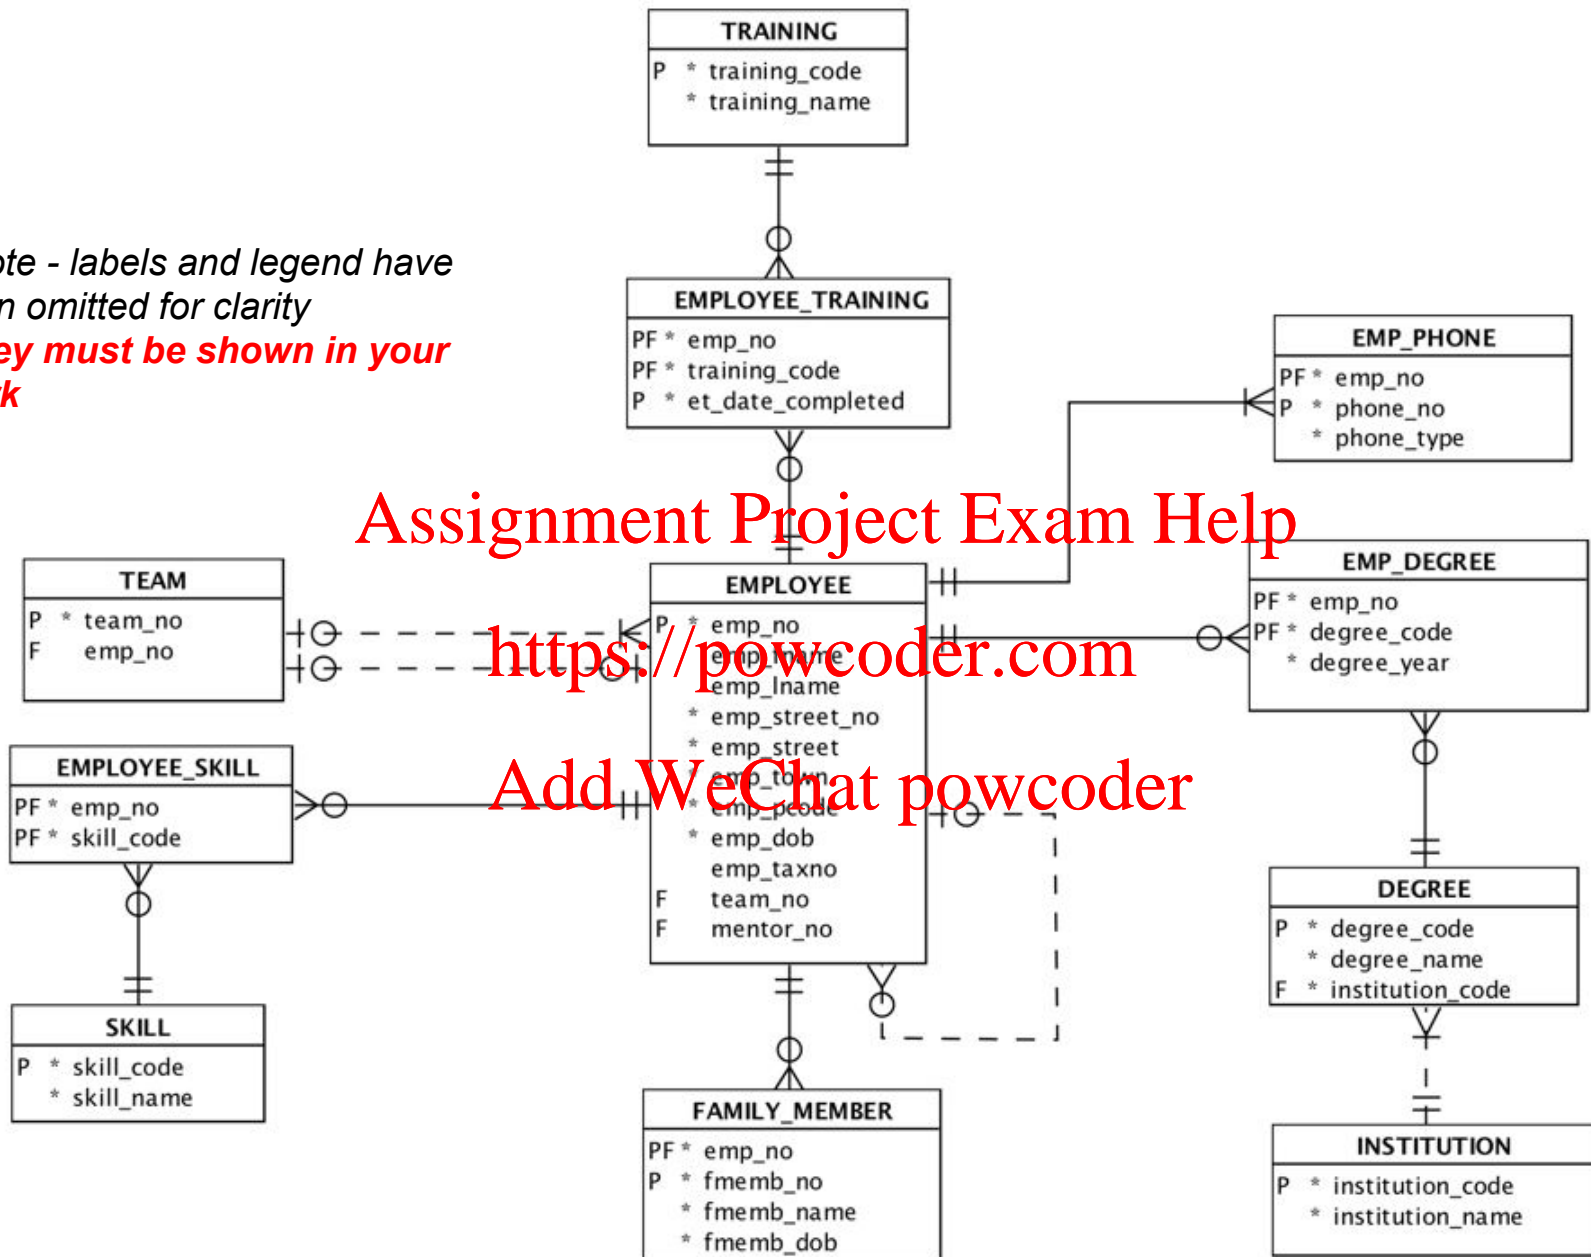 TRAINING
P * training_code
* training_name
ote - labels and legend have
n omitted for clarity
ey must be shown in your
k
EMPLOYEE_TRAINING
PF * emp_no
PF * training_code
P * et_date_completed
EMP_PHONE
PF * emp_no
P * phone_no
* phone_type
Assignment Project Exam Help
TEAM
P * team_no
F emp_no
EMPLOYEE
P * emp_no
emp_fname
emp_lname
* emp_street_no
* emp_street
* emp_town
* emp_pcode
* emp_dob
emp_taxno
F team_no
F mentor_no
https://powcoder.com
Add WeChat powcoder
EMP_DEGREE
PF * emp_no
PF * degree_code
* degree_year
EMPLOYEE_SKILL
PF * emp_no
PF * skill_code
DEGREE
P * degree_code
* degree_name
F * institution_code
SKILL
P * skill_code
* skill_name
FAMILY_MEMBER
PF * emp_no
P * fmemb_no
* fmemb_name
* fmemb_dob
INSTITUTION
P * institution_code
* institution_name